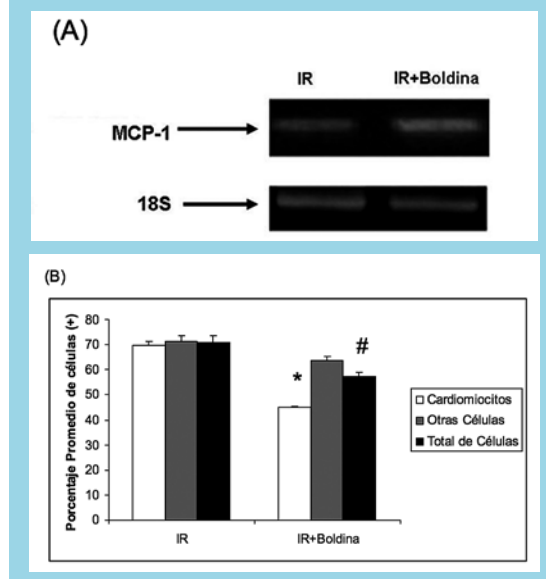 (A)
IR IR+Boldina
MCP-1
18S
(B)
Porcentaje Promedio de células (+)
80
70
60
50
40
30
20
10
0
* #
IR IR+Boldina
Cardiomiocitos
Otras Células
Total de Células